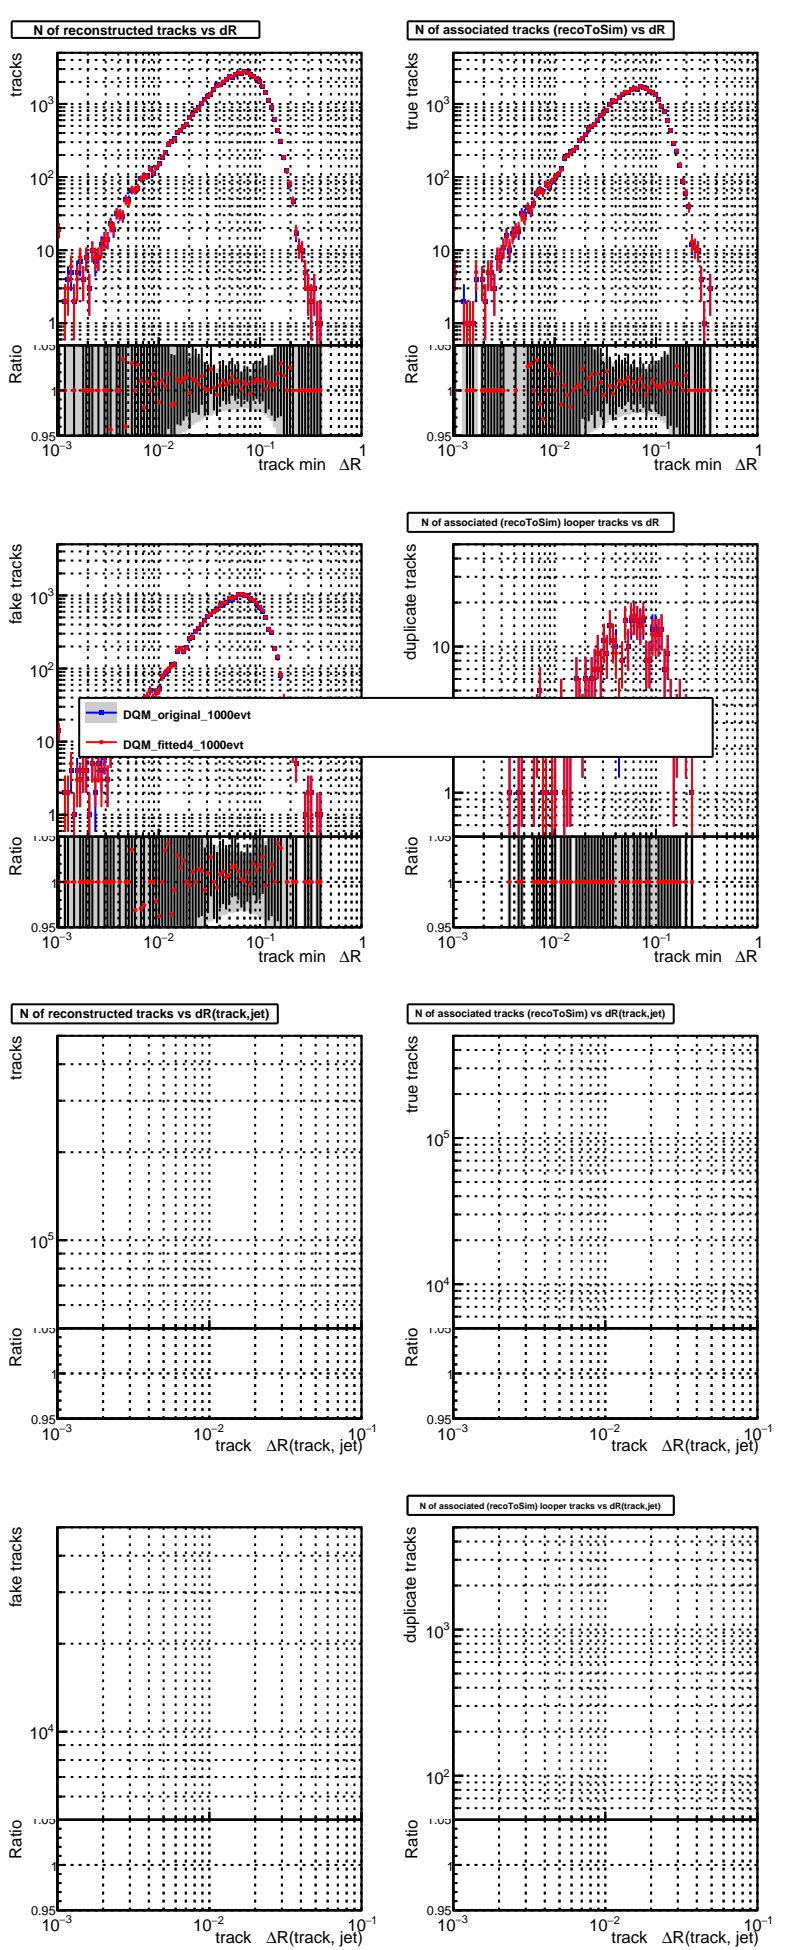 N of reconstructed tracks vs dR
tracks
10³
10²
10
1
Ratio
1.05
1
0.95
10⁻³
10⁻²
10⁻¹
1
track min ΔR
N of associated tracks (recoToSim) vs dR
true tracks
10³
10²
10
1
Ratio
1.05
1
0.95
10⁻³
10⁻²
10⁻¹
1
track min ΔR
fake tracks
10³
10²
10
1
Ratio
1.05
1
0.95
10⁻³
10⁻²
10⁻¹
1
track min ΔR
N of associated (recoToSim) looper tracks vs dR
duplicate tracks
10
1
Ratio
1.05
1
0.95
10⁻³
10⁻²
10⁻¹
1
track min ΔR
DQM_original_1000evt
DQM_fitted4_1000evt
N of reconstructed tracks vs dR(track,jet)
tracks
10⁵
Ratio
1.05
1
0.95
10⁻³
10⁻²
10⁻¹
track ΔR(track, jet)
N of associated tracks (recoToSim) vs dR(track,jet)
true tracks
10⁵
10⁴
Ratio
1.05
1
0.95
10⁻³
10⁻²
10⁻¹
track ΔR(track, jet)
fake tracks
10⁴
Ratio
1.05
1
0.95
10⁻³
10⁻²
10⁻¹
track ΔR(track, jet)
N of associated (recoToSim) looper tracks vs dR(track,jet)
duplicate tracks
10³
10²
Ratio
1.05
1
0.95
10⁻³
10⁻²
10⁻¹
track ΔR(track, jet)